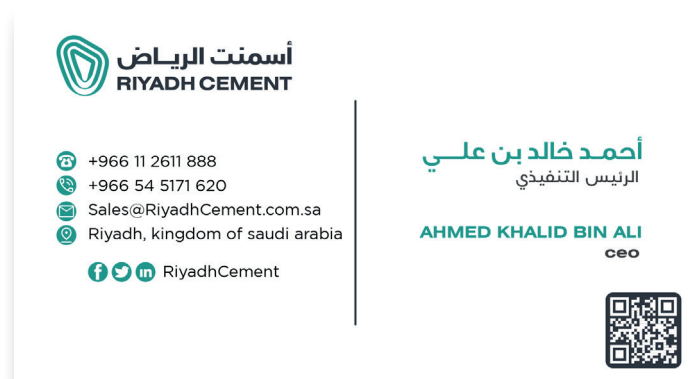 أسمنت الريـاض
RIYADH CEMENT
+966 11 2611 888
+966 54 5171 620
Sales@RiyadhCement.com.sa
Riyadh, kingdom of saudi arabia
RiyadhCement
أحمـد خالد بن علــي
الرئيس التنفيذي
AHMED KHALID BIN ALI
ceo